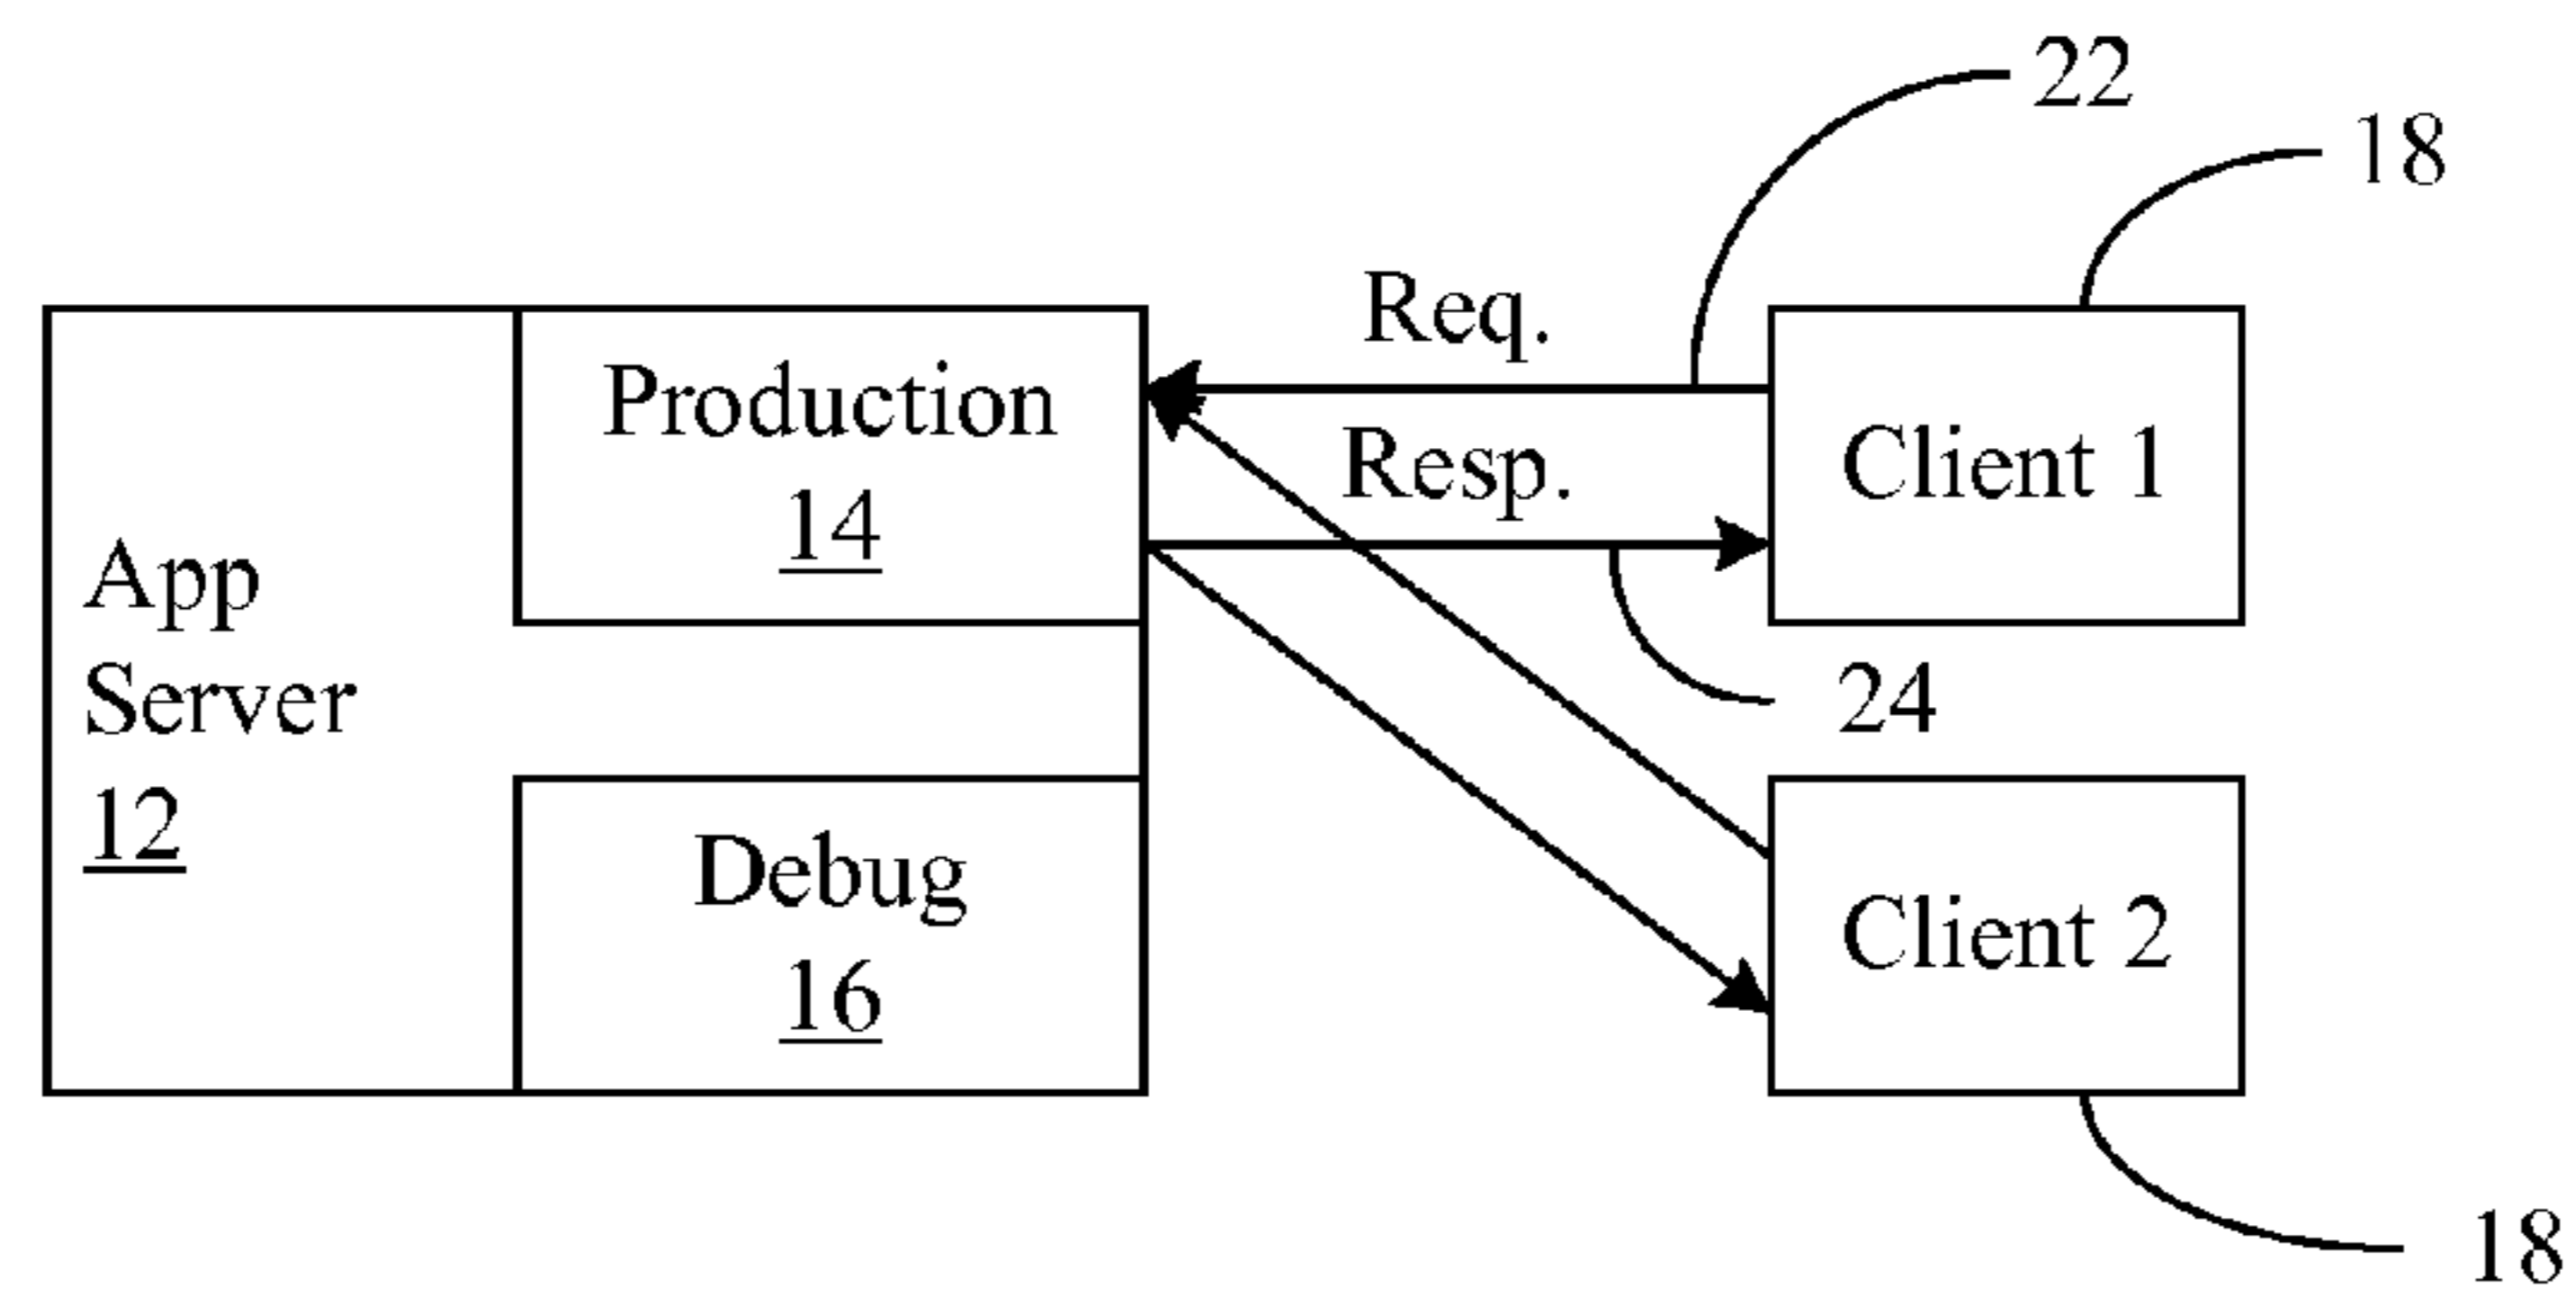 22
18
Req.
Production
14
Resp.
Client 1
App
Server
12
24
Debug
16
Client 2
18